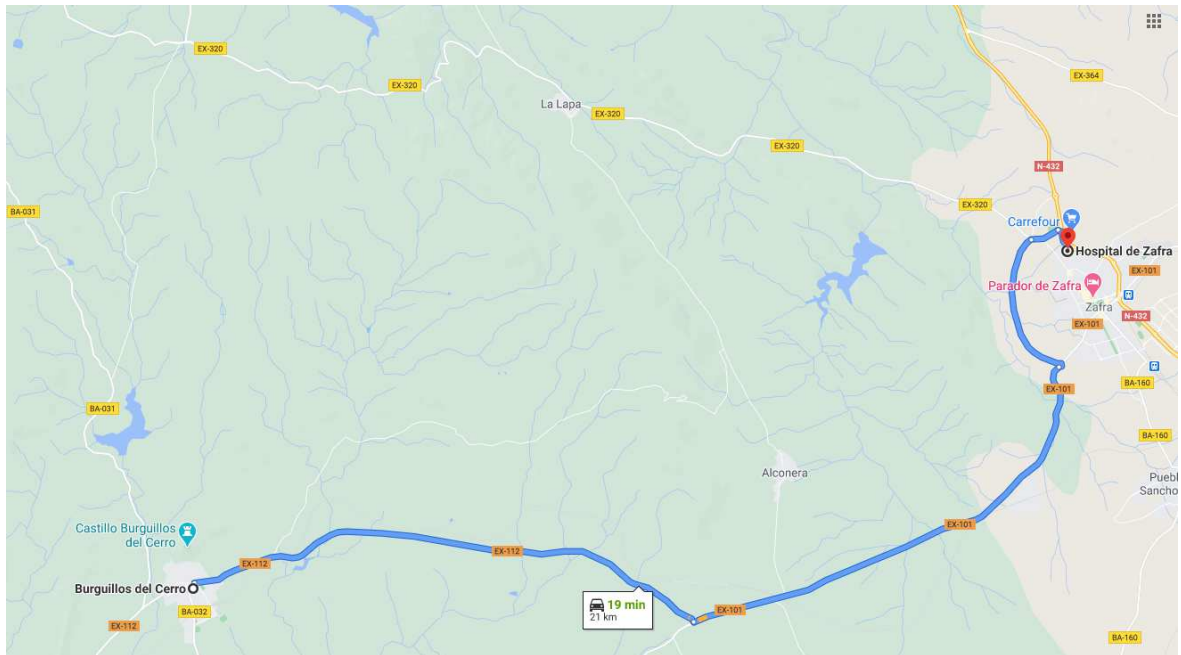 EX-320
EX-320
La Lapa
EX-320
EX-320
EX-364
N-432
EX-320
BA-031
Carrefour
Hospital de Zafra
EX-101
Parador de Zafra
Zafra
N-432
EX-101
EX-101
BA-160
BA-031
BA-160
Alconera
Puebl
Sancho
Castillo Burguillos
del Cerro
EX-101
EX-112
EX-112
Burguillos del Cerro
19 min
21 km
BA-032
EX-101
EX-112
BA-160